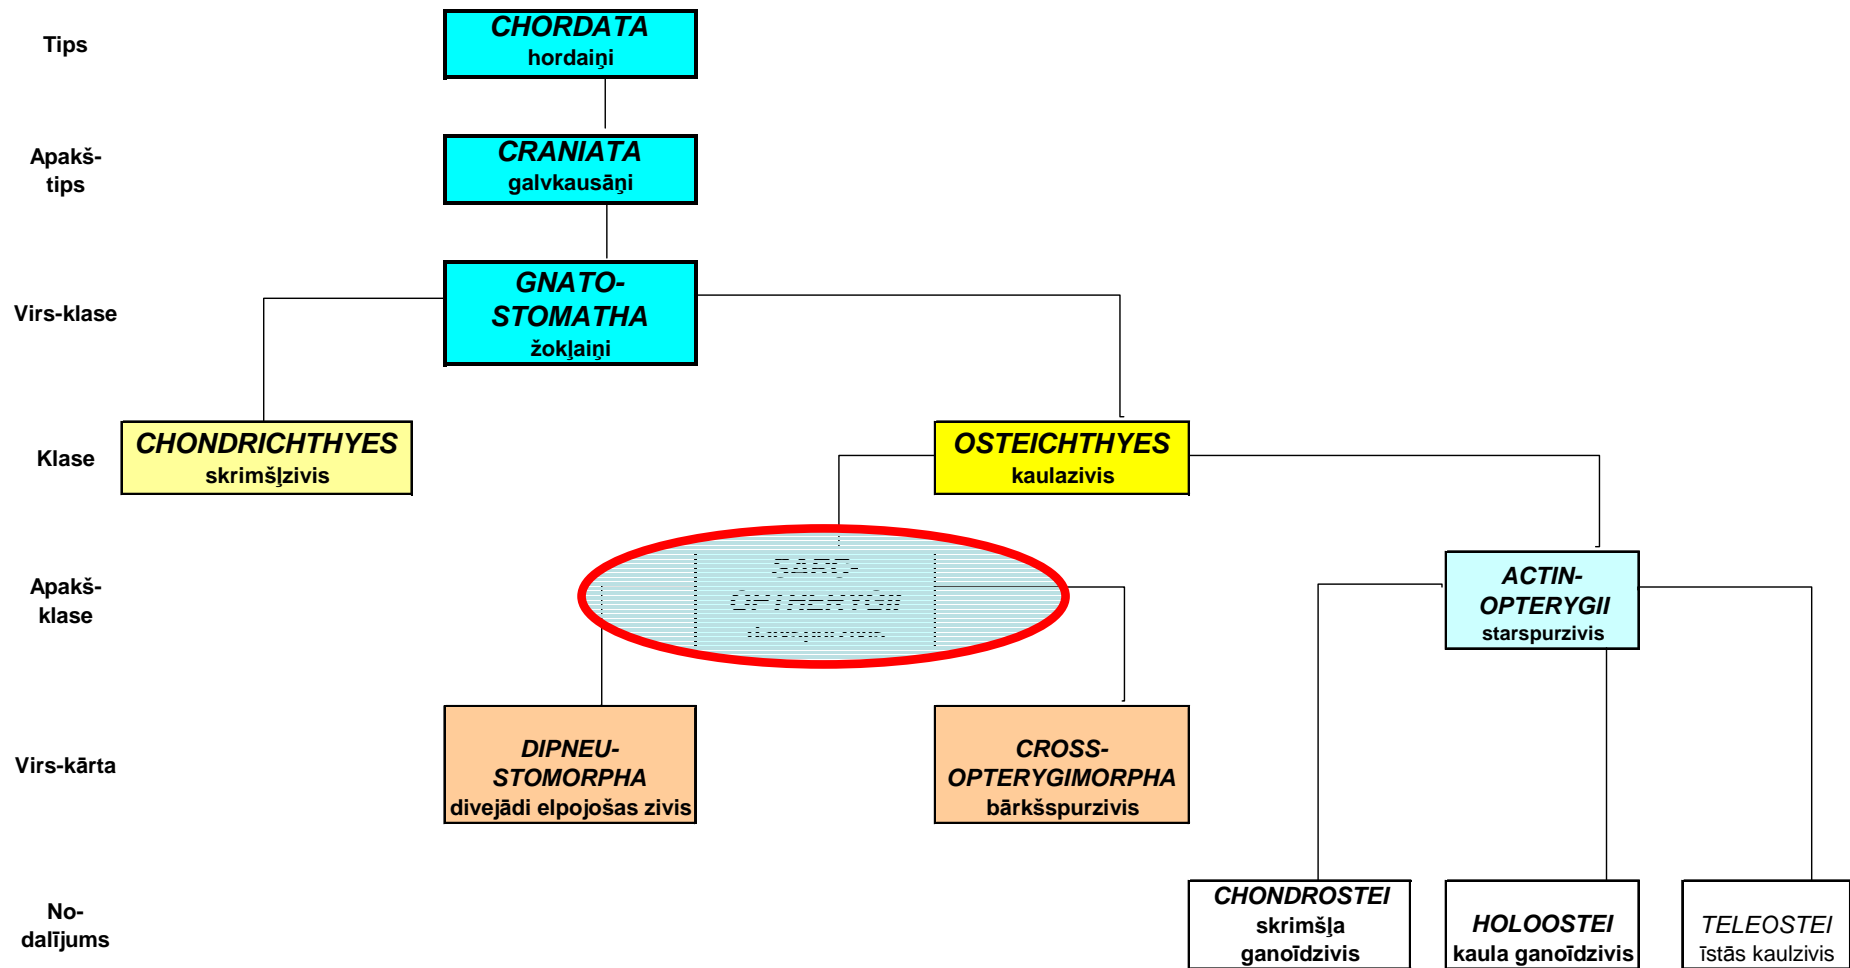 Tips
CHORDATA
hordaiņi
Apakš-
tips
CRANIATA
galvkausāņi
Virs-klase
GNATO-
STOMATHA
žokļaiņi
Klase
CHONDRICHTHYES
skrimšļzivis
OSTEICHTHYES
kaulazivis
Apakš-
klase
SARC-
OPTHERYGII
ACTIN-
OPTERYGII
starspurzivis
Virs-kārta
DIPNEU-
STOMORPHA
divejādi elpojošas zivis
CROSS-
OPTERYGIMORPHA
bārkšspurzivis
No-
dalījums
CHONDROSTEI
skrimšļa
ganoīdzivis
HOLOOSTEI
kaula ganoīdzivis
TELEOSTEI
īstās kaulzivis